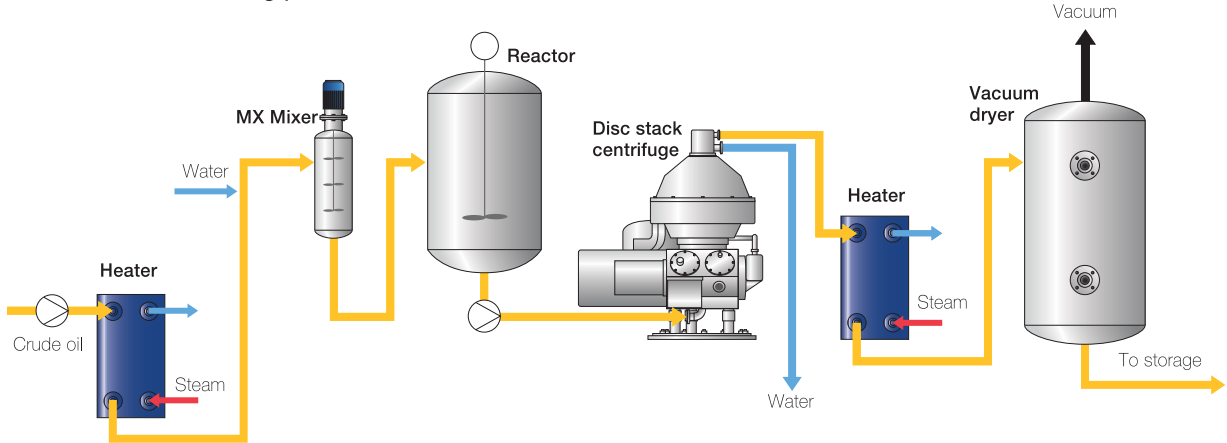 Vacuum
Reactor
Vacuum
dryer
MX Mixer
Disc stack
centrifuge
Water
Heater
Heater
Steam
Crude oil
Steam
To storage
Water